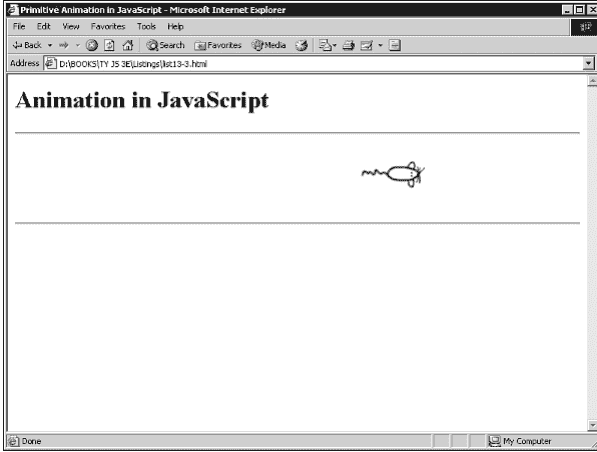 Primitive Animation in JavaScript - Microsoft Internet Explorer
File Edit View Favorites Tools Help
Back Search Favorites Media
Address D:\BOOKS\TY JS 3E\Listings\list13-3.html
Animation in JavaScript
Done My Computer